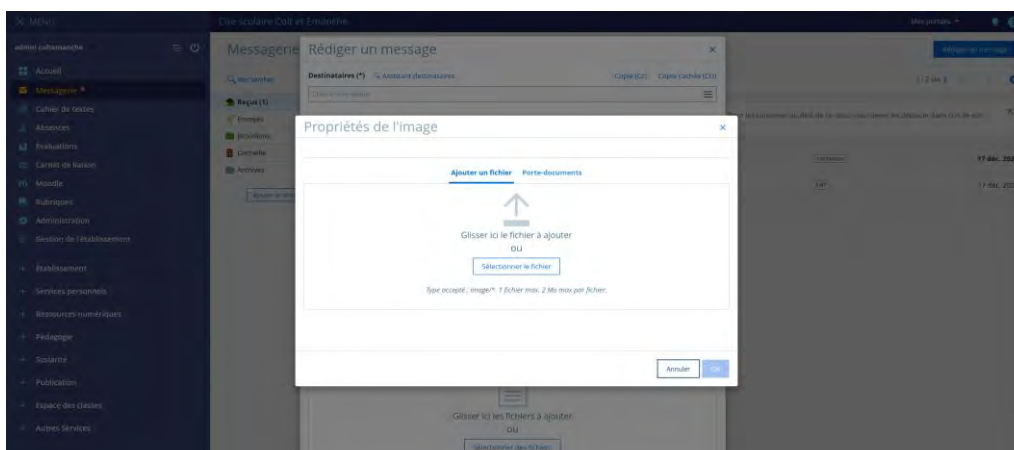 MENU
Cité scolaire Colt et Emanche
Mes portails
admin coltemanche
Accueil
Messagerie
Cahier de textes
Absences
Evaluations
Carnet de liaison
Moodle
Rubriques
Administration
Gestion de l'établissement
Établissement
Services personnels
Ressources numériques
Pédagogie
Scolarité
Publication
Espace des classes
Autres Services
Messagerie
Rechercher
Reçus (1)
Envoyés
Brouillons
Corbeille
Archives
Rédiger un message
Rédiger un message
Destinataires (*)
Copie (Cc) Copie cachée (Cci)
Propriétés de l'image
Ajouter un fichier Porte-documents
Glisser ici le fichier à ajouter
ou
Sélectionner le fichier
Type accepté : image/*. 1 fichier max. 2 Mo max par fichier.
Annuler OK
Glisser ici les fichiers à ajouter
ou
Sélectionner des fichiers
17 déc. 202
17 déc. 202